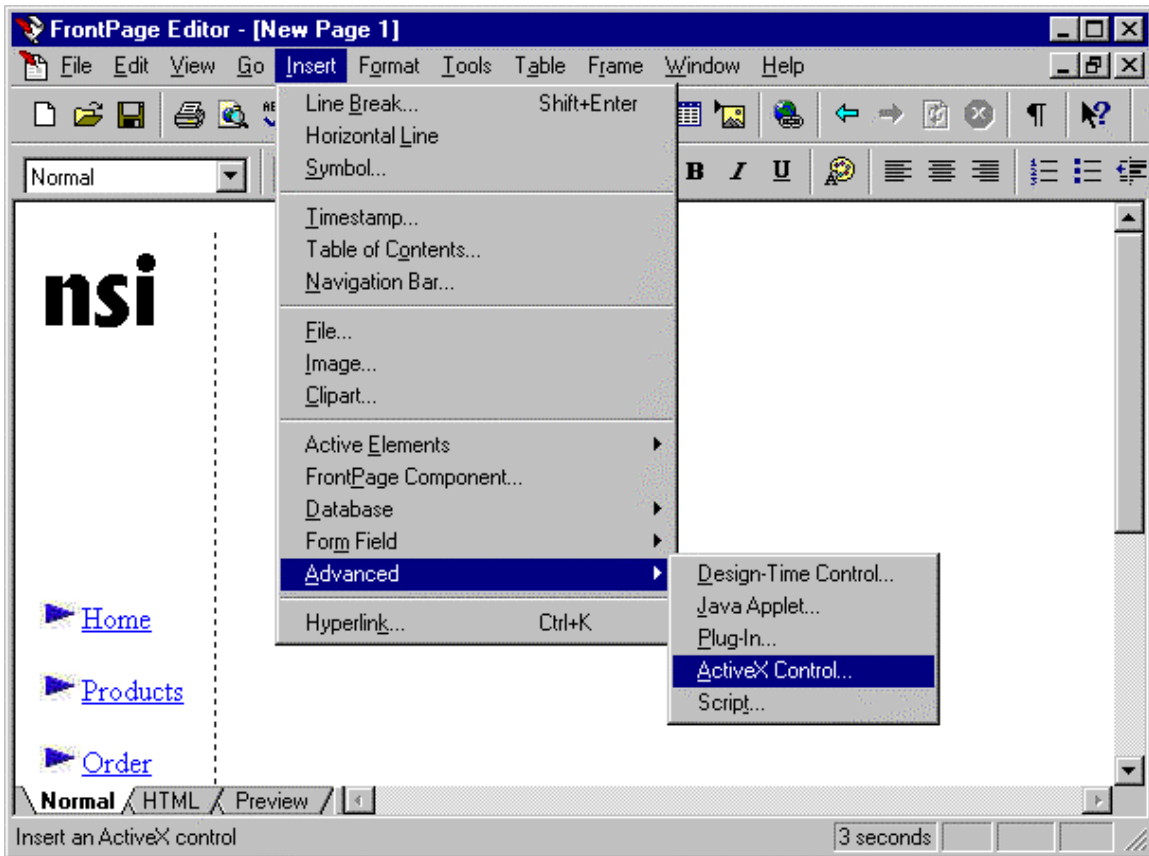 FrontPage Editor - [New Page 1]
File Edit View Go Insert Format Tools Table Frame Window Help
Line Break... Shift+Enter
Horizontal Line
Symbol...
Normal
B I U
Timestamp...
Table of Contents...
Navigation Bar...
nsi
File...
Image...
Clipart...
Active Elements
FrontPage Component...
Database
Form Field
Advanced
Hyperlink... Ctrl+K
Design-Time Control...
Java Applet...
Plug-In...
ActiveX Control...
Script...
Home
Products
Order
Normal HTML Preview
Insert an ActiveX control 3 seconds